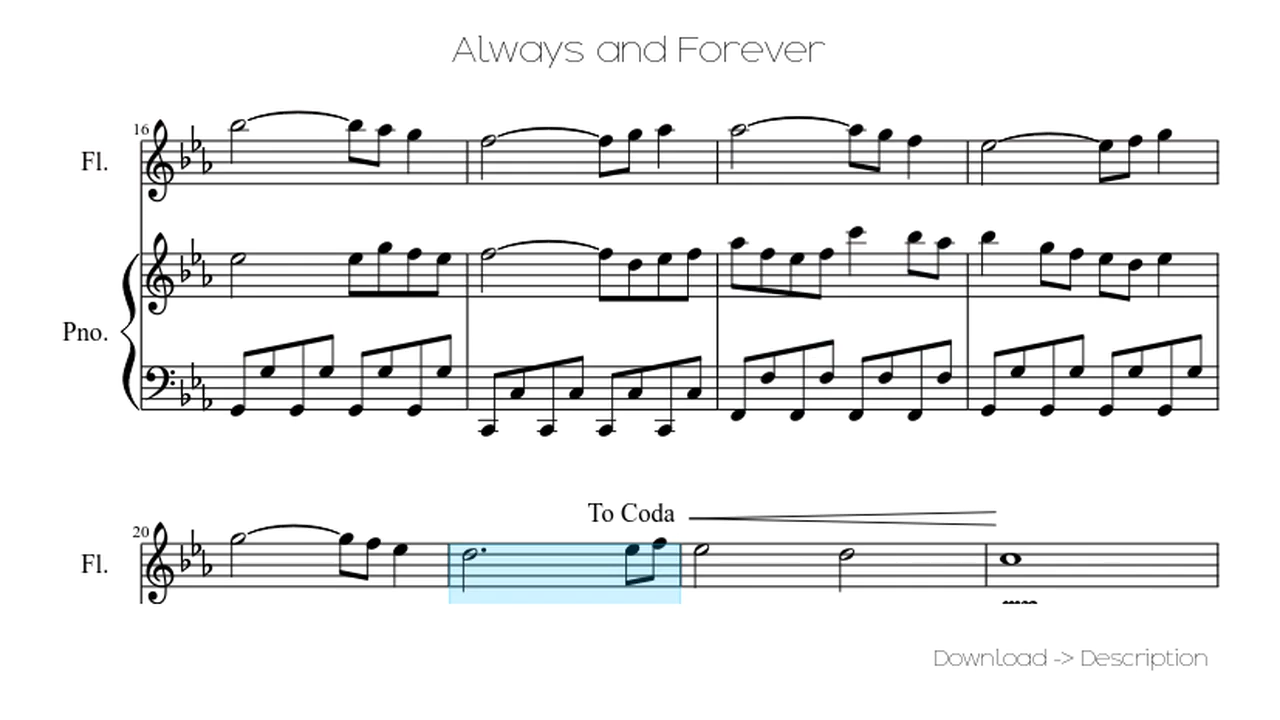 Always and Forever
16
Fl.
Pno.
To Coda
20
Fl.
Download -> Description